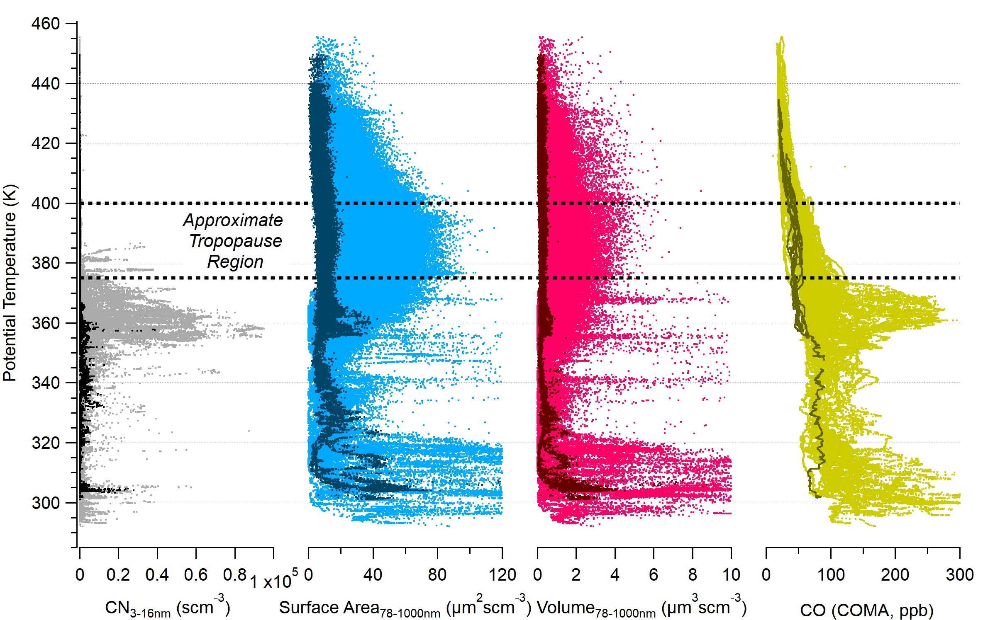 460
440
420
400
380
360
340
320
300
Potential Temperature (K)
Approximate
Tropopause
Region
0 0.2 0.4 0.6 0.8 1 x10⁵
0 40 80 120
0 2 4 6 8 10
0 100 200 300
CN₃₋₁₆ₙₘ (scm⁻³)
Surface Area₇₈₋₁₀₀₀ₙₘ (µm²scm⁻³)
Volume₇₈₋₁₀₀₀ₙₘ (µm³scm⁻³)
CO (COMA, ppb)